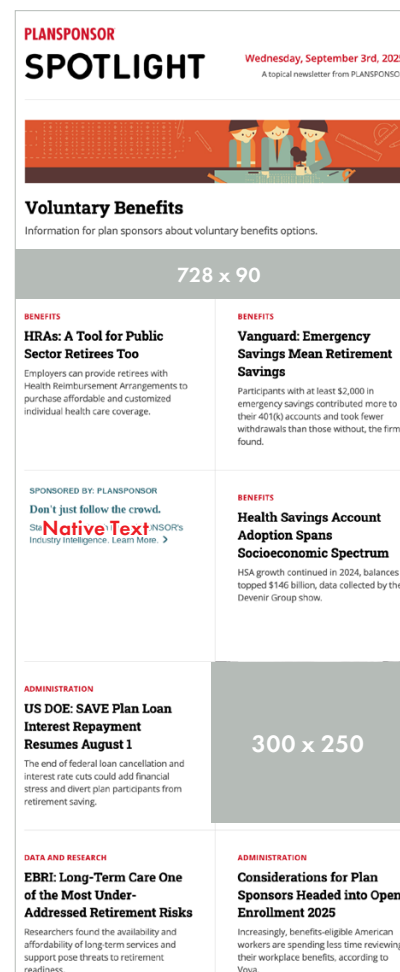 PLANSPONSOR
SPOTLIGHT
Wednesday, September 3rd, 2025
A topical newsletter from PLANSPONSO
Voluntary Benefits
Information for plan sponsors about voluntary benefits options.
728 x 90
BENEFITS
HRAs: A Tool for Public
Sector Retirees Too
Employers can provide retirees with
Health Reimbursement Arrangements to
purchase affordable and customized
individual health care coverage.
BENEFITS
Vanguard: Emergency
Savings Mean Retirement
Savings
Participants with at least $2,000 in
emergency savings contributed more to
their 401(k) accounts and took fewer
withdrawals than those without, the firm
found.
SPONSORED BY: PLANSPONSOR
Don't just follow the crowd.
Native Text
NSOR's
Industry Intelligence. Learn More.
BENEFITS
Health Savings Account
Adoption Spans
Socioeconomic Spectrum
HSA growth continued in 2024, balances
topped $146 billion, data collected by the
Devenir Group show.
ADMINISTRATION
US DOE: SAVE Plan Loan
Interest Repayment
Resumes August 1
The end of federal loan cancellation and
interest rate cuts could add financial
stress and divert plan participants from
retirement saving.
300 x 250
DATA AND RESEARCH
EBRI: Long-Term Care One
of the Most Under-
Addressed Retirement Risks
Researchers found the availability and
affordability of long-term services and
support pose threats to retirement
readiness.
ADMINISTRATION
Considerations for Plan
Sponsors Headed into Open
Enrollment 2025
Increasingly, benefits-eligible American
workers are spending less time reviewing
their workplace benefits, according to
Voya.